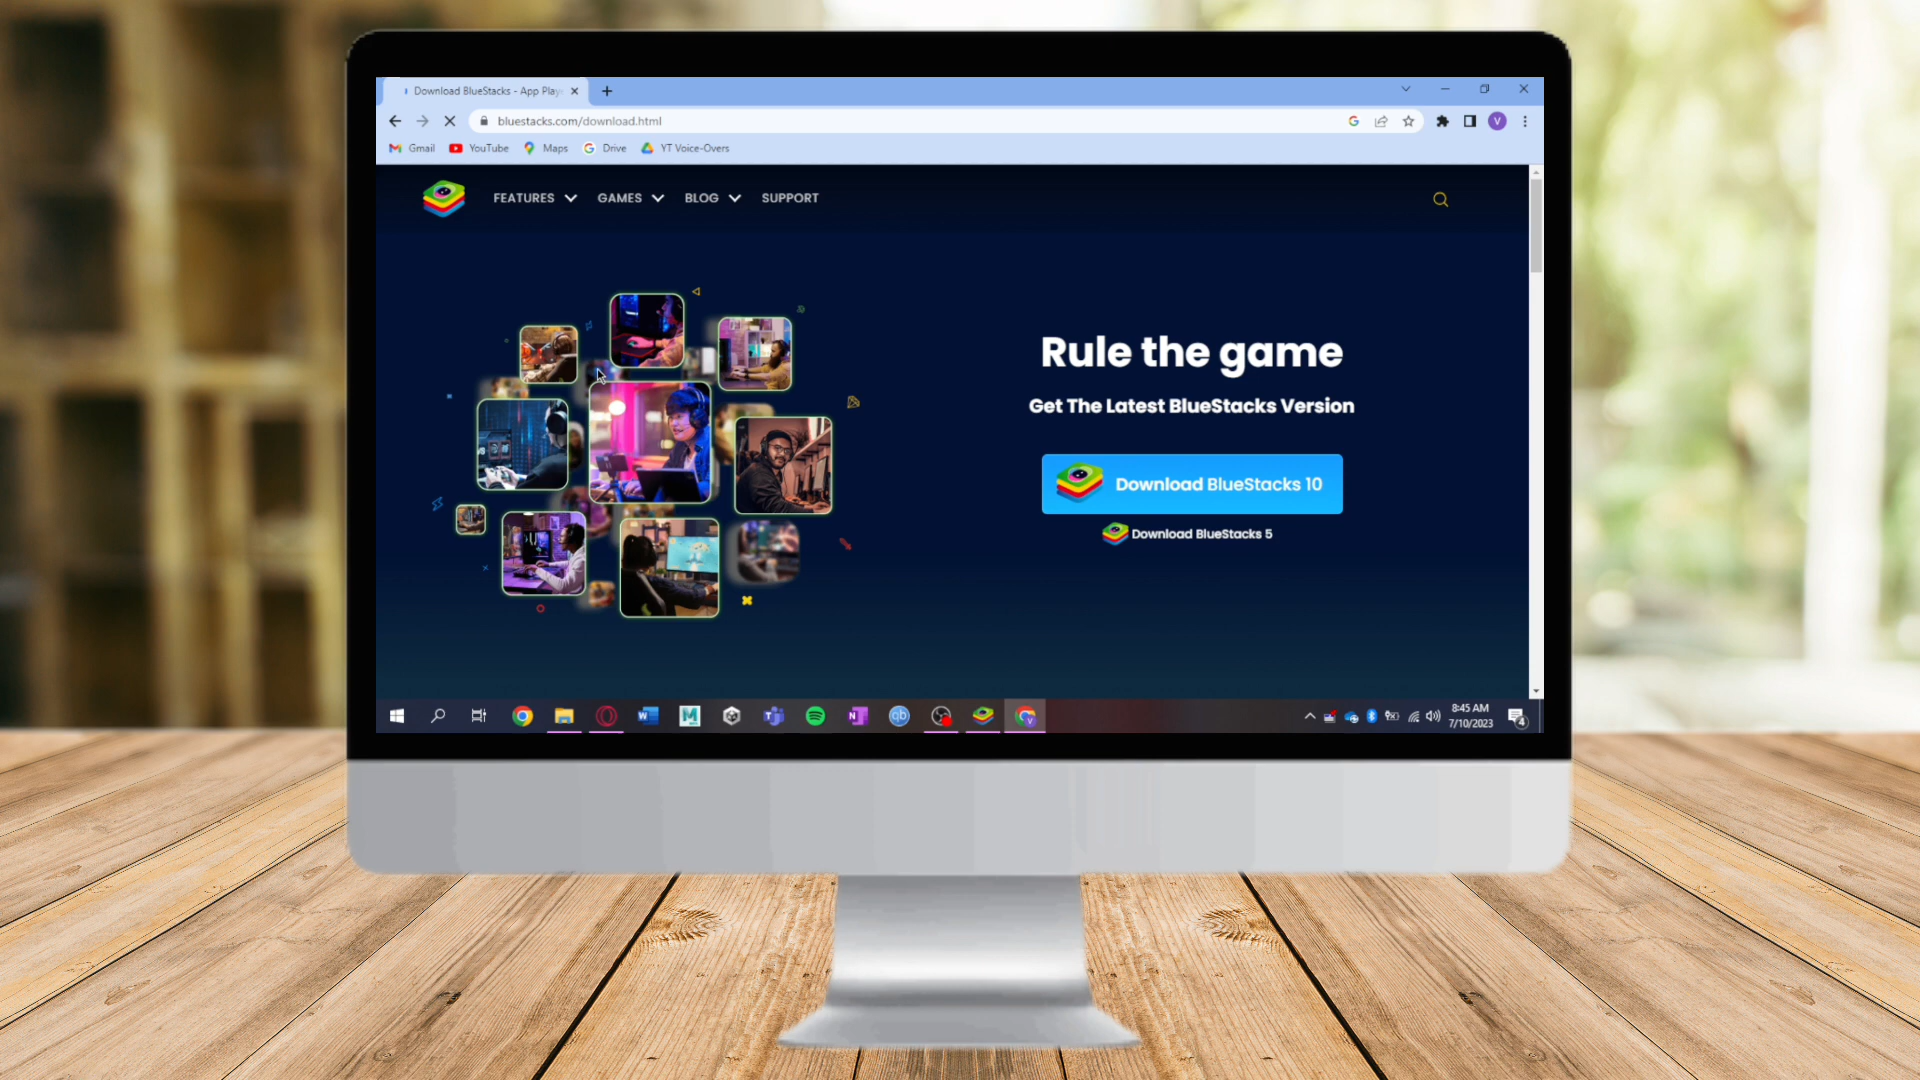 Download BlueStacks - App Play
bluestacks.com/download.html
V
Gmail
YouTube
Maps
Drive
YT Voice-Overs
FEATURES
GAMES
BLOG
SUPPORT
Rule the game
Get The Latest BlueStacks Version
Download BlueStacks 10
Download BlueStacks 5
8:45 AM
7/10/2023
4